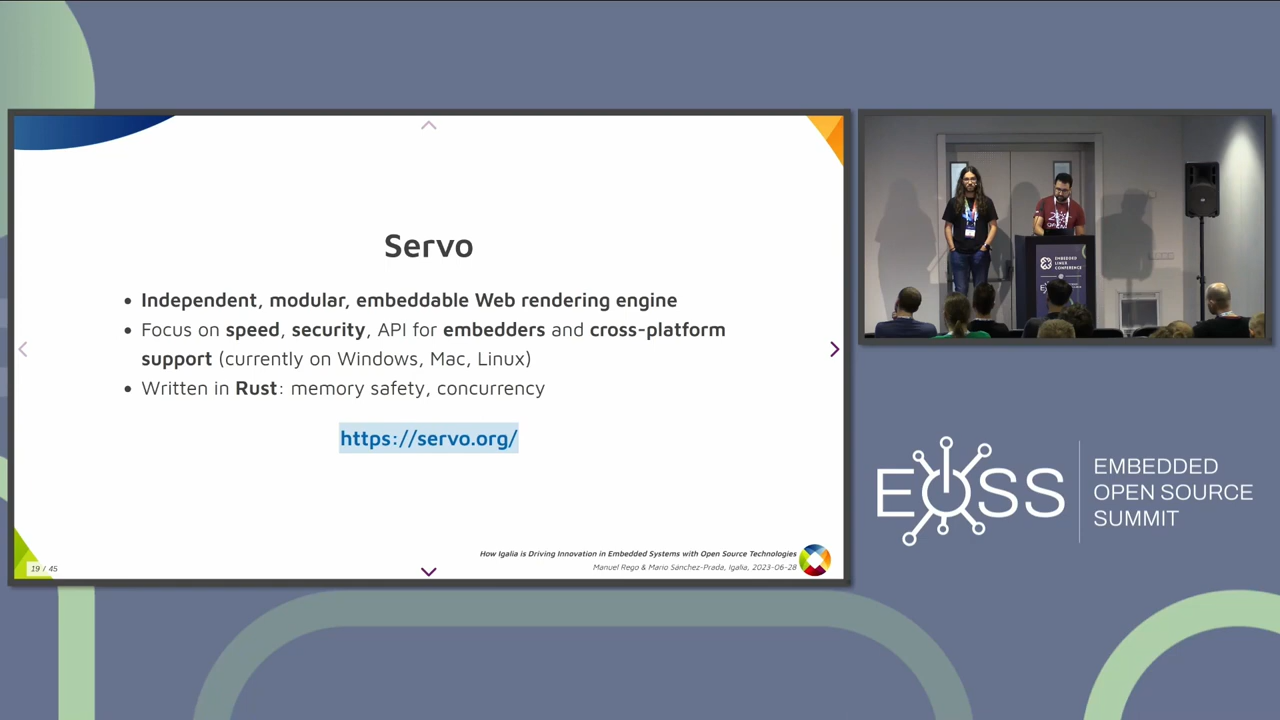 Servo
• Independent, modular, embeddable Web rendering engine
• Focus on speed, security, API for embedders and cross-platform
support (currently on Windows, Mac, Linux)
• Written in Rust: memory safety, concurrency
https://servo.org/
How Igalia is Driving Innovation in Embedded Systems with Open Source Technologies
Manuel Rego & Mario Sánchez-Prada, Igalia, 2023-06-28
19 / 45
EMBEDDED
LINUX
CONFERENCE
EOSS
EMBEDDED
OPEN SOURCE
SUMMIT